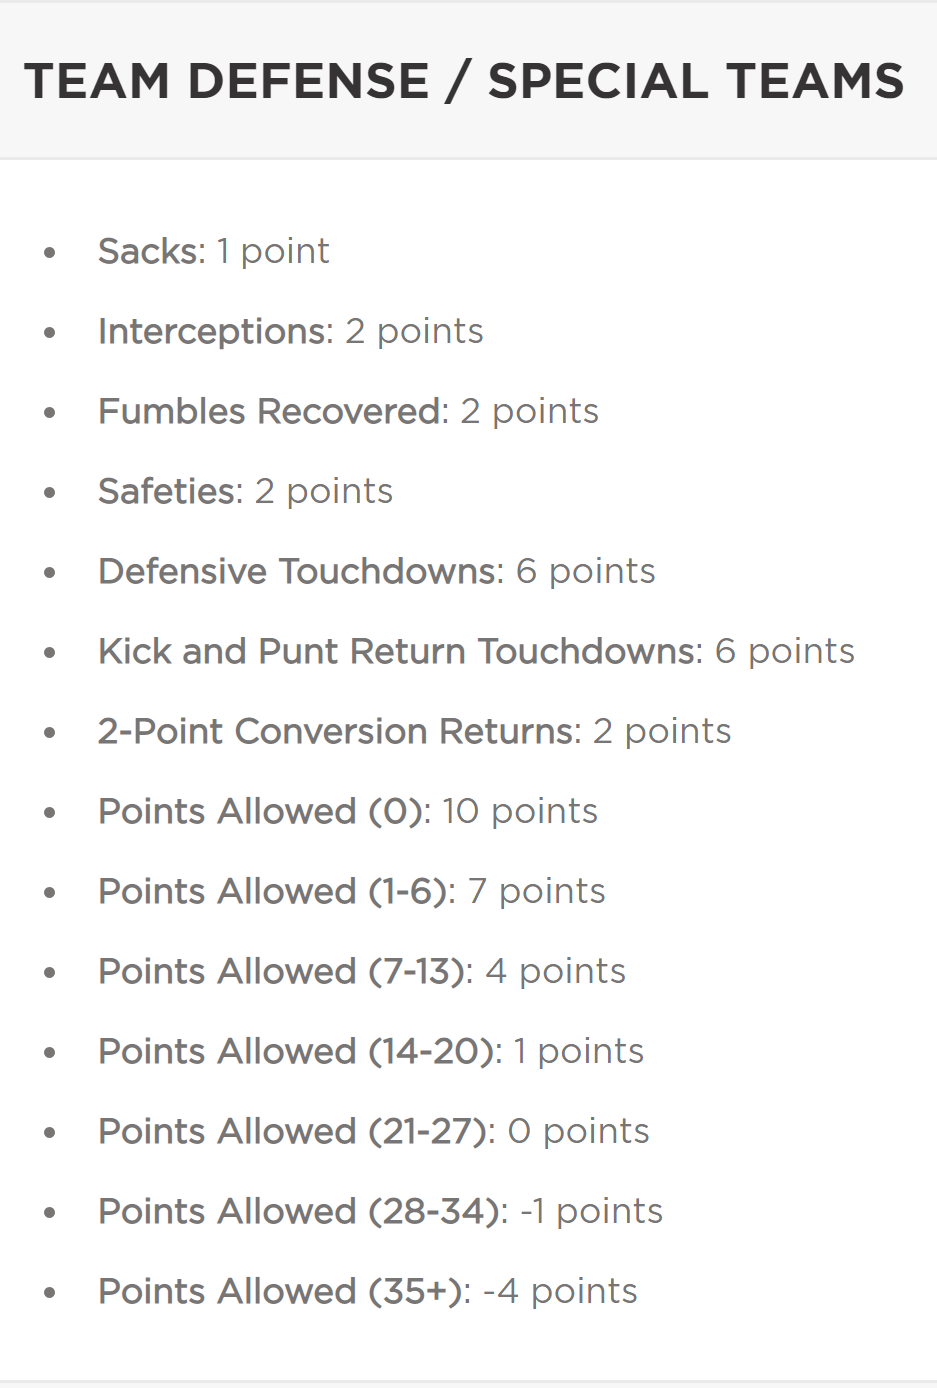 TEAM DEFENSE / SPECIAL TEAMS
• Sacks: 1 point
• Interceptions: 2 points
• Fumbles Recovered: 2 points
• Safeties: 2 points
• Defensive Touchdowns: 6 points
• Kick and Punt Return Touchdowns: 6 points
• 2-Point Conversion Returns: 2 points
• Points Allowed (0): 10 points
• Points Allowed (1-6): 7 points
• Points Allowed (7-13): 4 points
• Points Allowed (14-20): 1 points
• Points Allowed (21-27): 0 points
• Points Allowed (28-34): -1 points
• Points Allowed (35+): -4 points